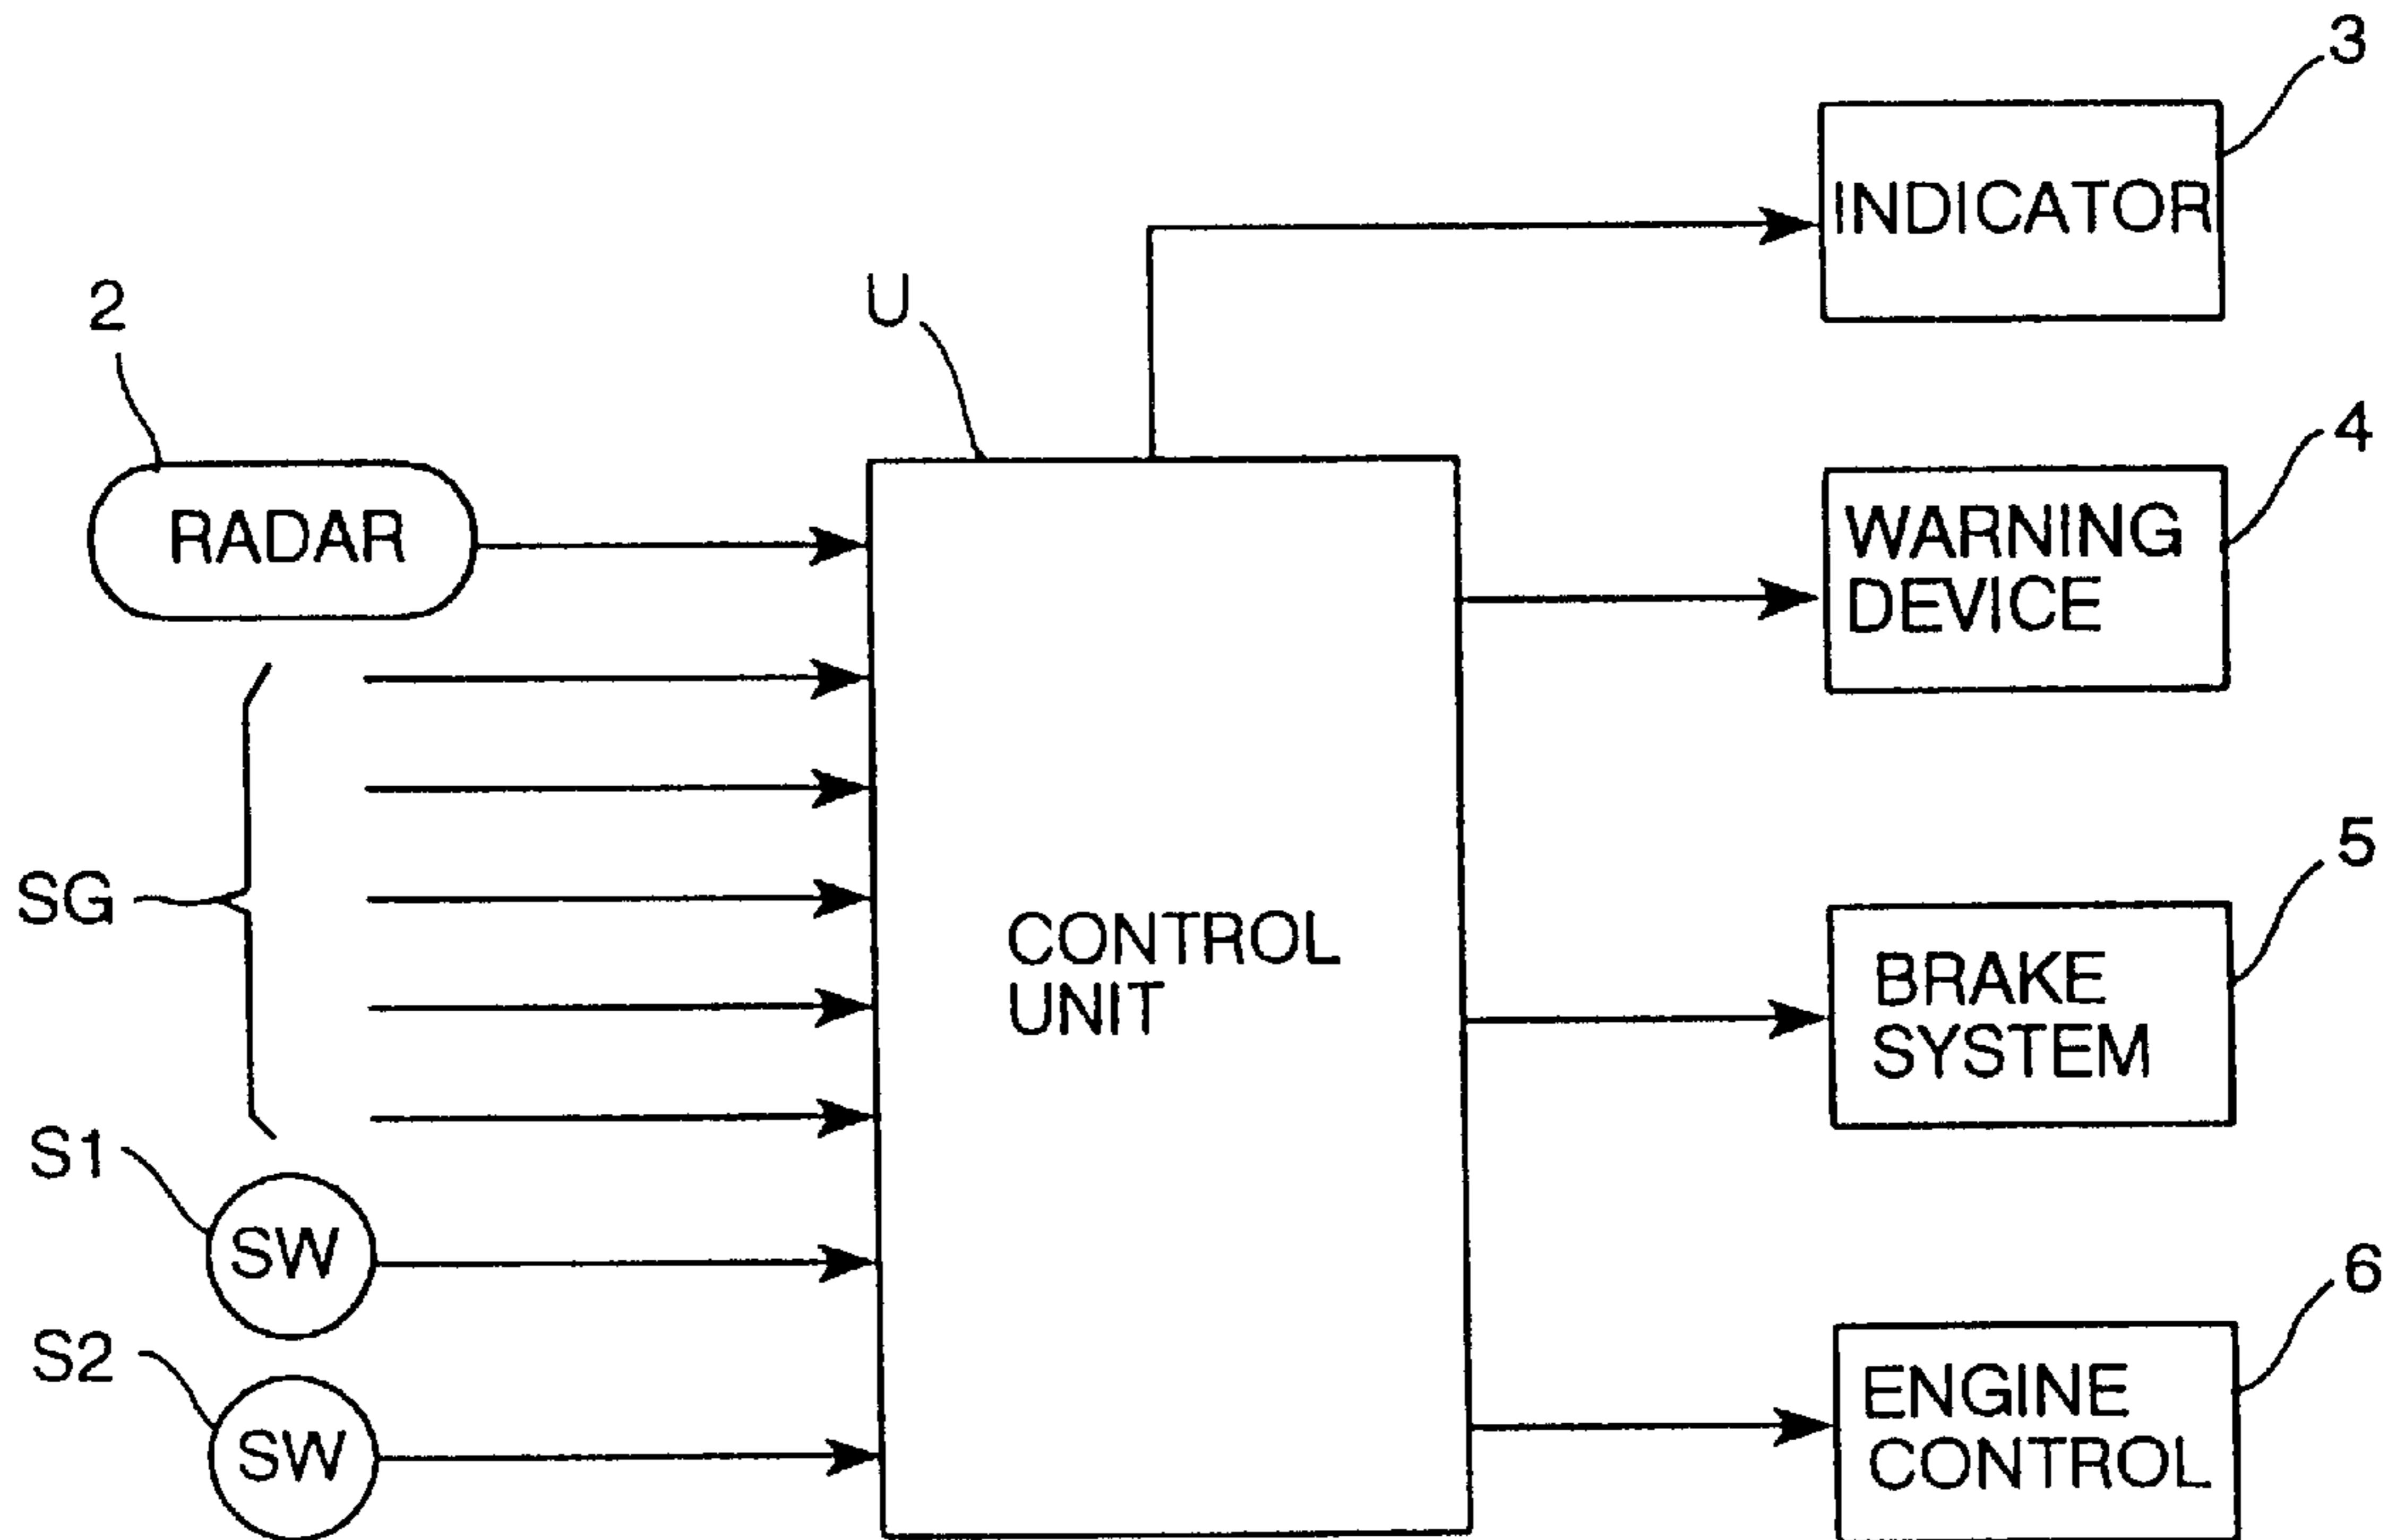 3
INDICATOR
2
U
4
RADAR
WARNING
DEVICE
5
SG
CONTROL
UNIT
BRAKE
SYSTEM
S1
SW
6
S2
SW
ENGINE
CONTROL